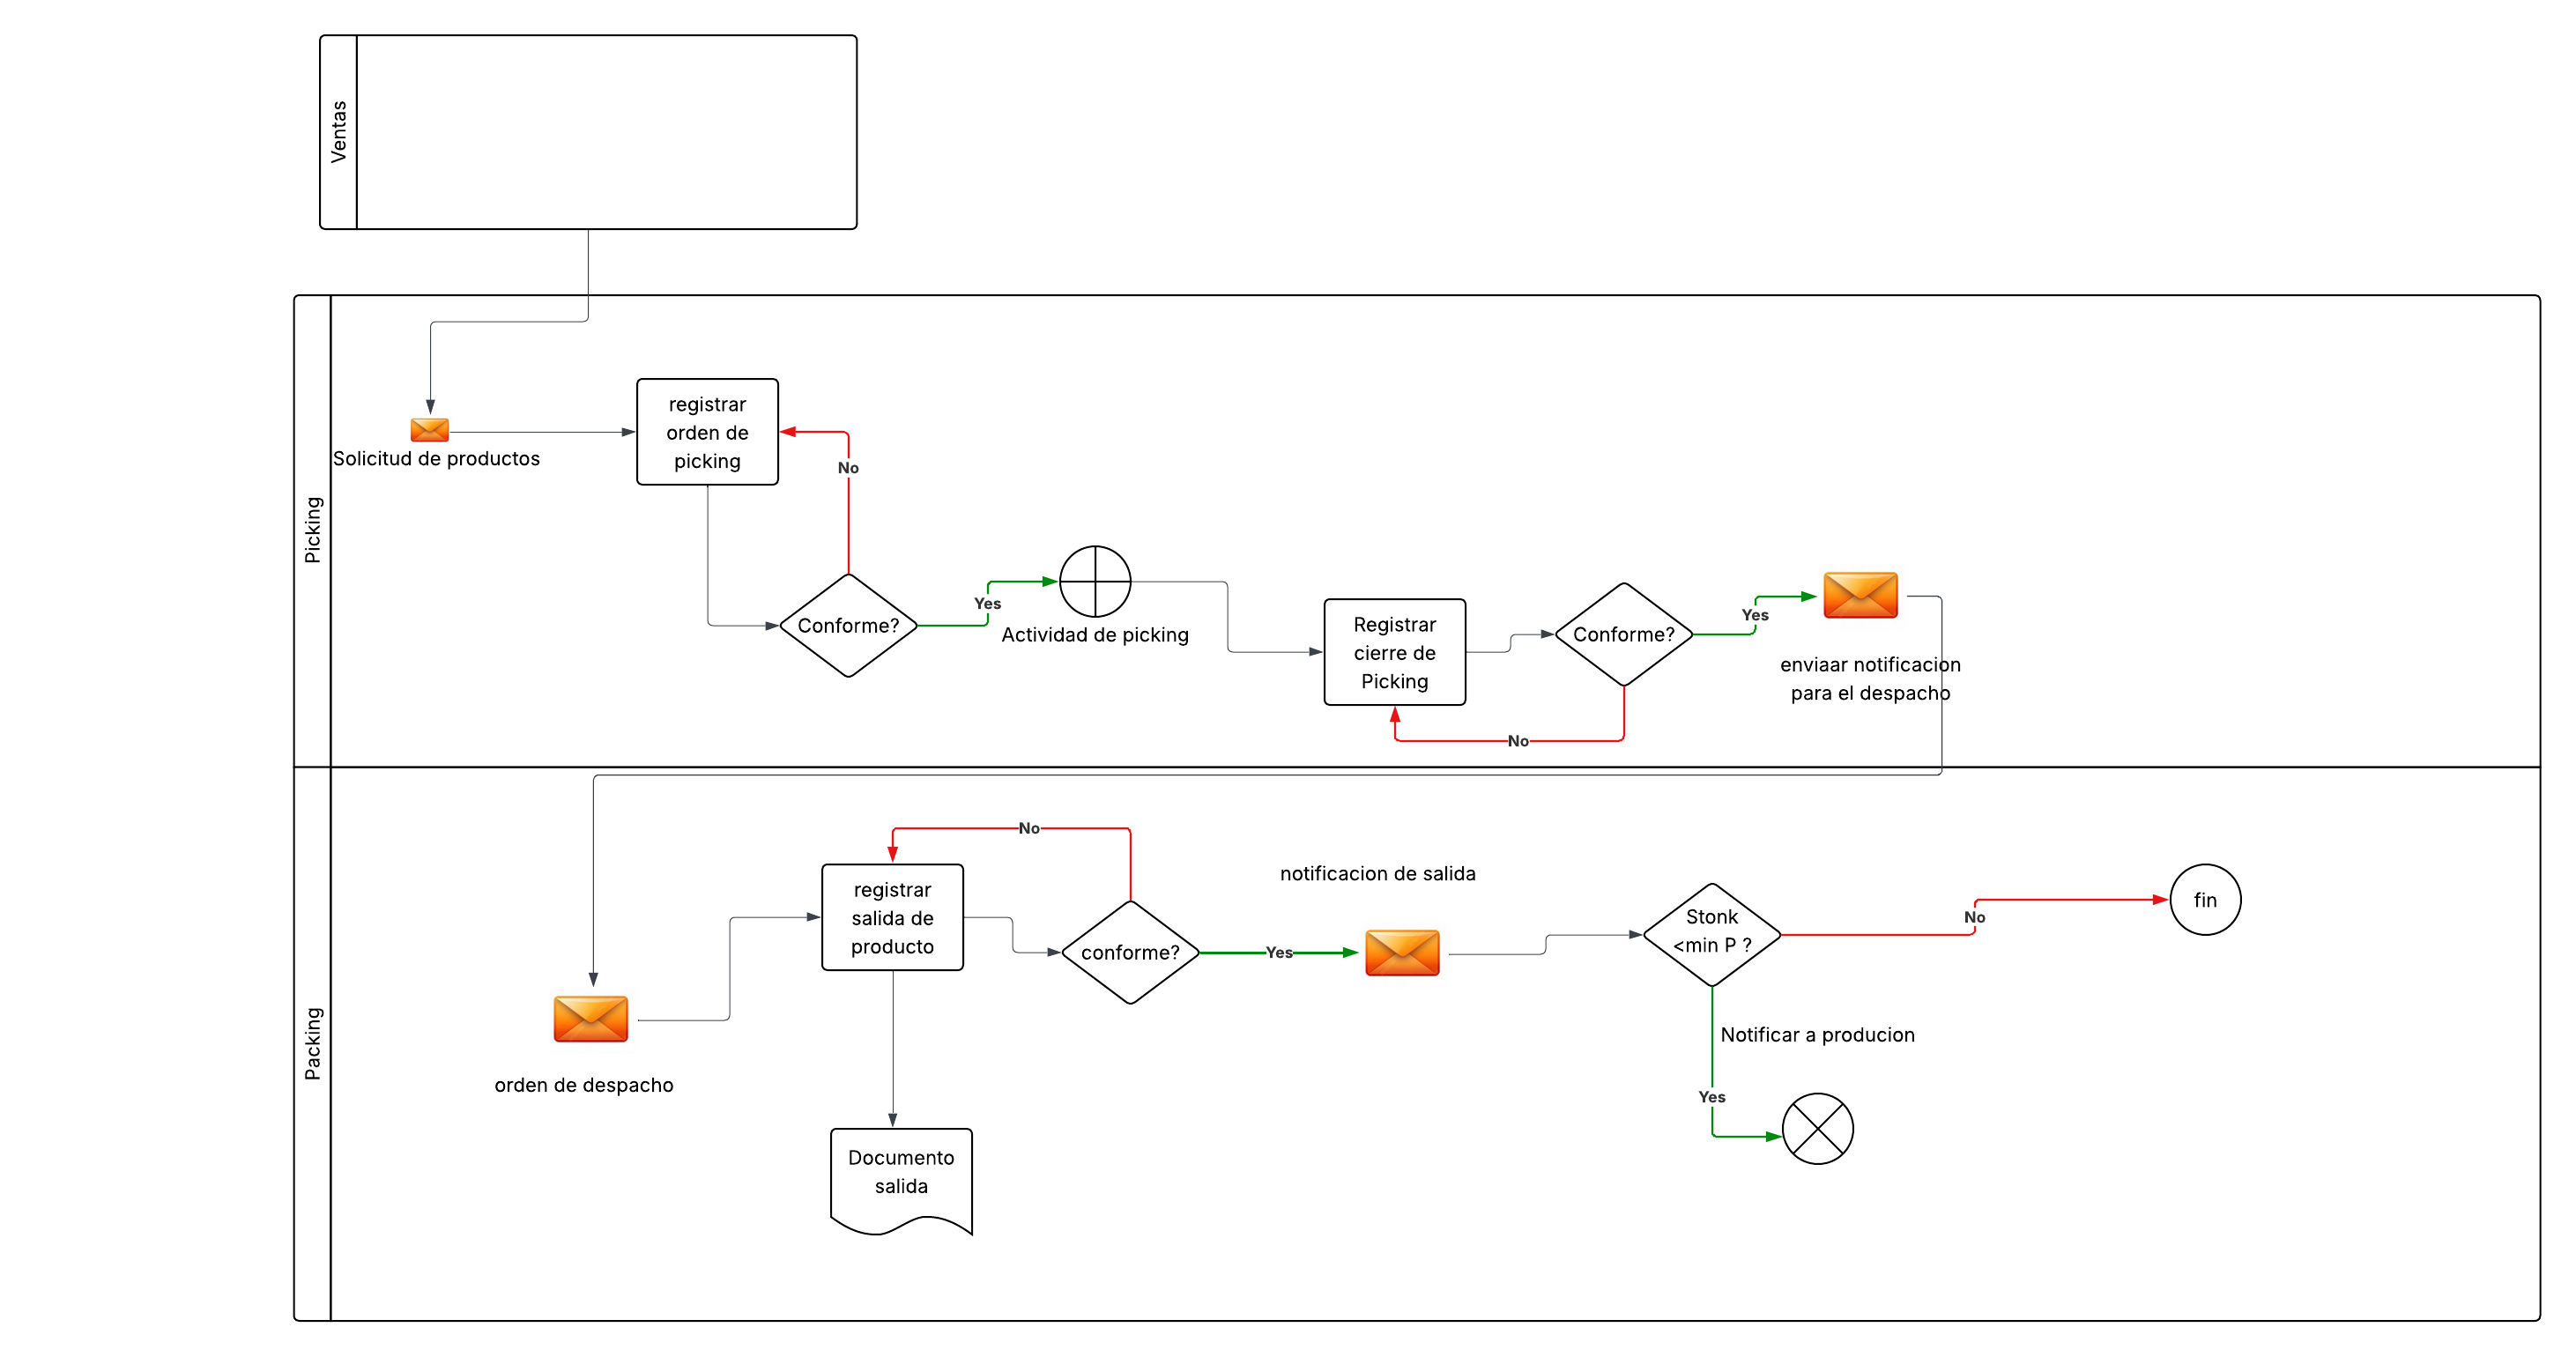 Ventas
Picking
Solicitud de productos
registrar
orden de
picking
No
Conforme?
Yes
Actividad de picking
Registrar
cierre de
Picking
Conforme?
Yes
No
enviaar notificacion
para el despacho
Packing
orden de despacho
registrar
salida de
producto
No
conforme?
Yes
notificacion de salida
Documento
salida
Stonk
<min P ?
No
fin
Notificar a producion
Yes